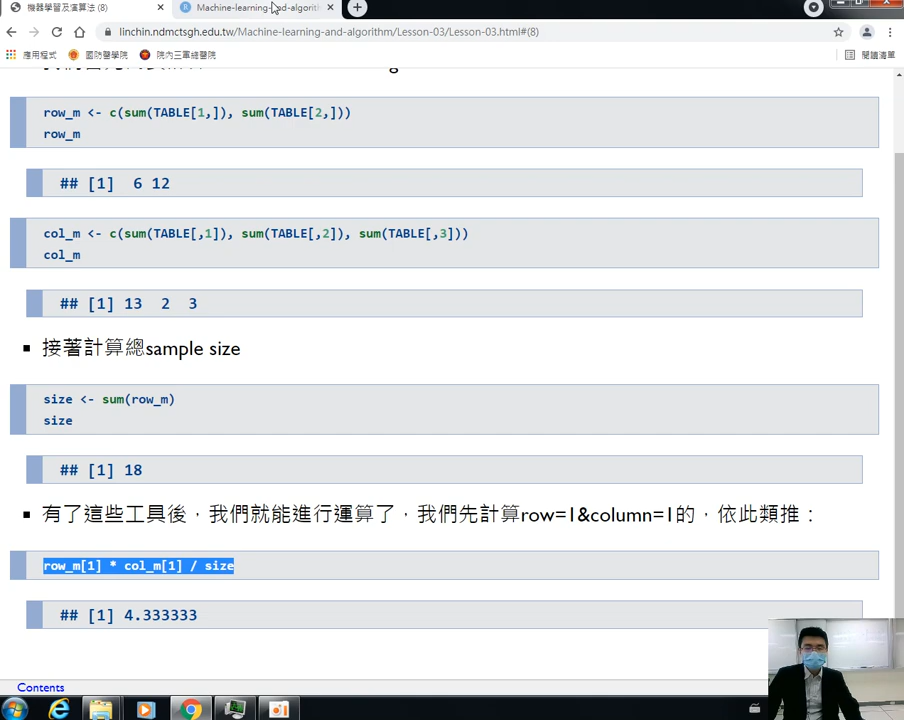 機器學習及演算法 (8)
Machine-learning-and-algorith
linchin.ndmctsgh.edu.tw/Machine-learning-and-algorithm/Lesson-03/Lesson-03.html#(8)
應用程式
國防醫學院
院內三軍總醫院
閱讀清單
row_m <- c(sum(TABLE[1,]), sum(TABLE[2,]))
row_m
## [1]  6 12
col_m <- c(sum(TABLE[,1]), sum(TABLE[,2]), sum(TABLE[,3]))
col_m
## [1] 13  2  3
▪ 接著計算總sample size
size <- sum(row_m)
size
## [1] 18
▪ 有了這些工具後，我們就能進行運算了，我們先計算row=1&column=1的，依此類推：
row_m[1] * col_m[1] / size
## [1] 4.333333
Contents